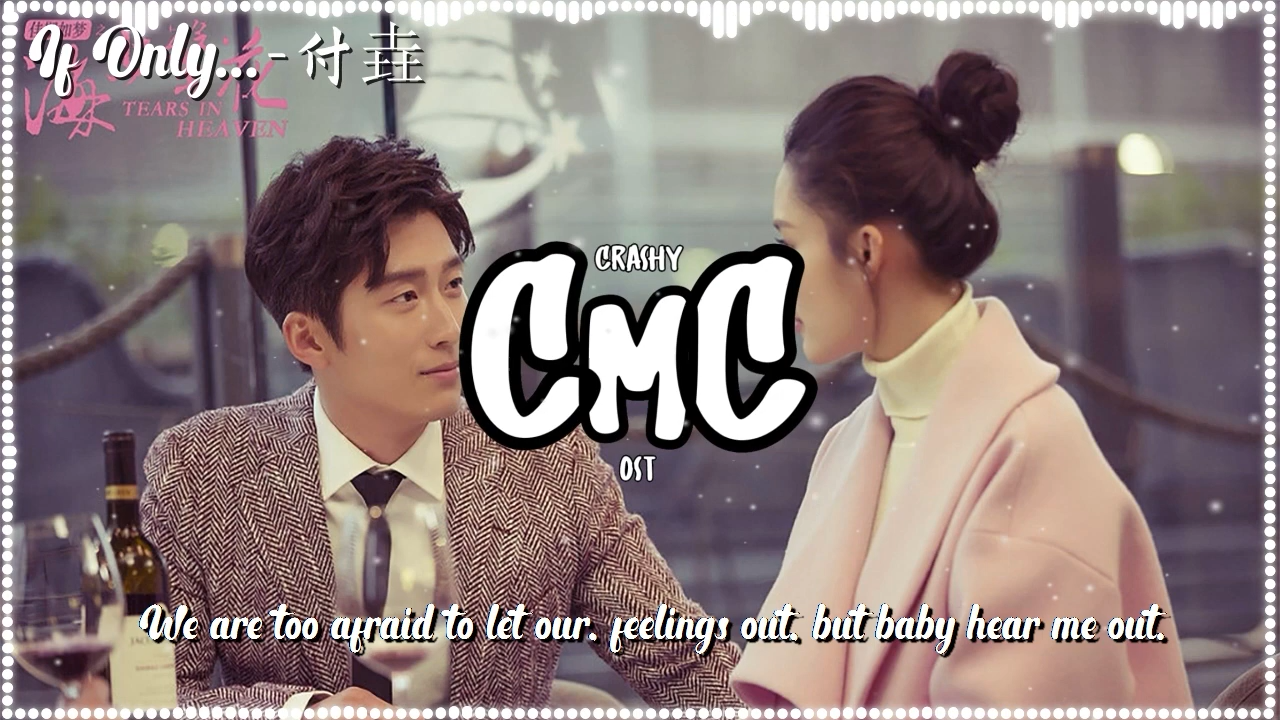 If Only...-付韮
TEARS IN
HEAVEN
CRASHY
CMC
OST
We are too afraid to let our. feelings out. but baby hear me out.